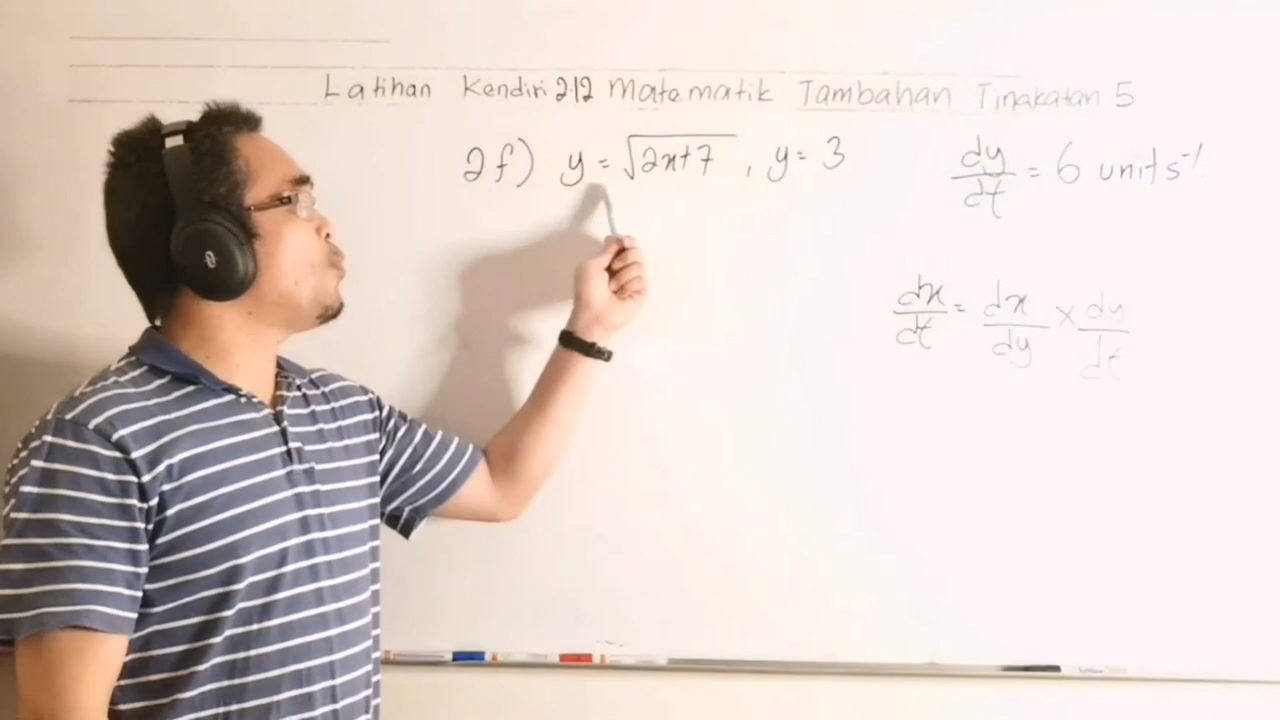 Latihan Kendiri 2.12 Matematik Tambahan Tingkatan 5
2f) y = √2x+7 , y = 3
dy/dt = 6 units⁻¹.
dx/dt = dx/dy × dy/dt